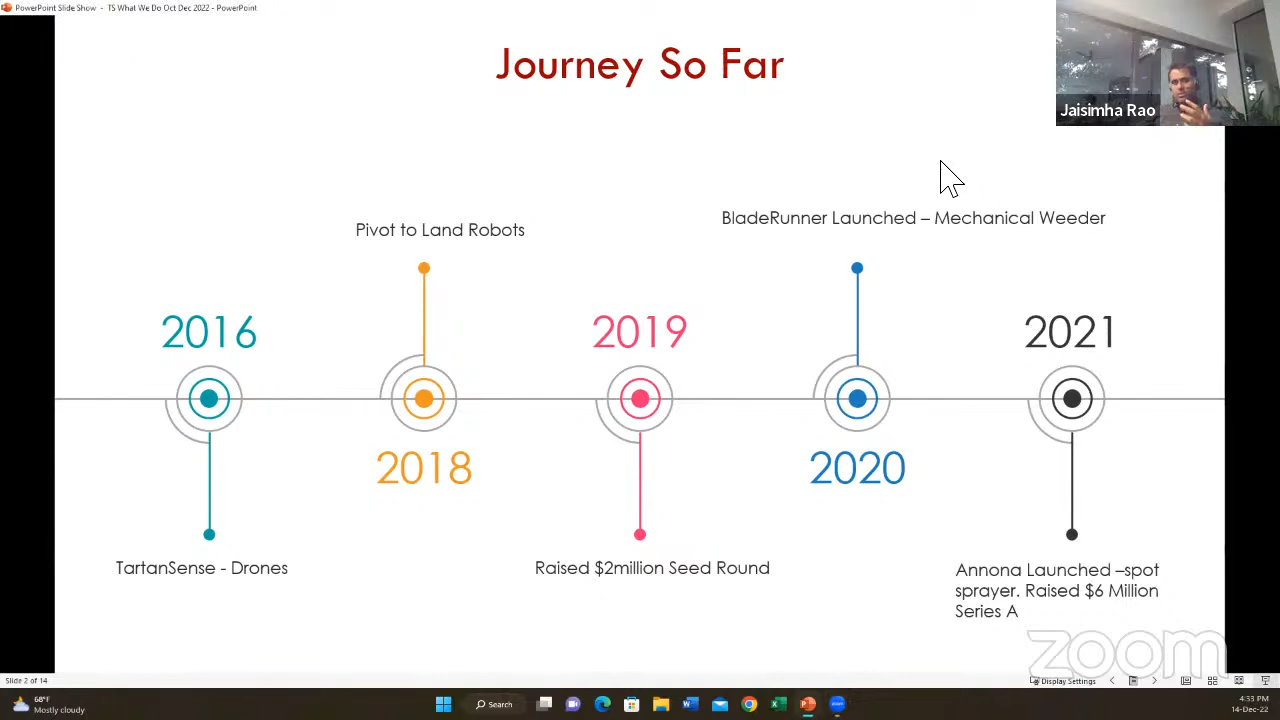 PowerPoint Slide Show - TS What We Do Oct Dec 2022 - PowerPoint
Journey So Far
Jaisimha Rao
Pivot to Land Robots
BladeRunner Launched – Mechanical Weeder
2016
2019
2021
2018
2020
TartanSense - Drones
Raised $2million Seed Round
Annona Launched –spot
sprayer. Raised $6 Million
Series A
zoom
Slide 2 of 14
Display Settings
68°F
Mostly cloudy
Search
4:33 PM
14-Dec-22